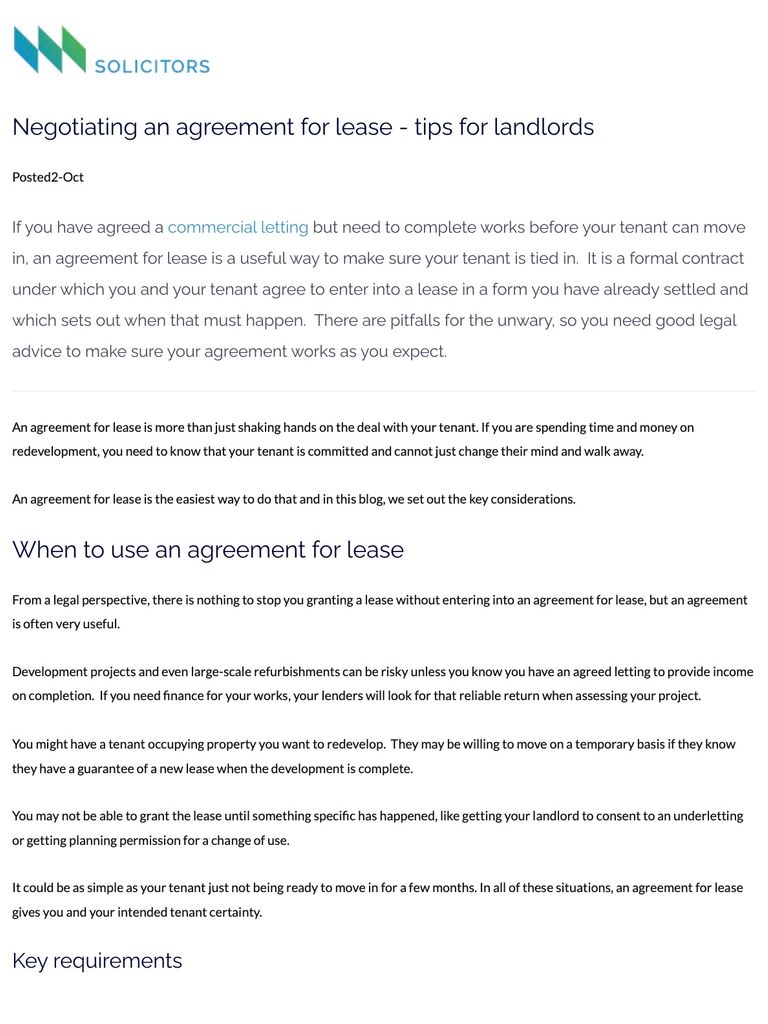 SOLICITORS
Negotiating an agreement for lease - tips for landlords
Posted2-Oct
If you have agreed a commercial letting but need to complete works before your tenant can move
in, an agreement for lease is a useful way to make sure your tenant is tied in.  It is a formal contract
under which you and your tenant agree to enter into a lease in a form you have already settled and
which sets out when that must happen.  There are pitfalls for the unwary, so you need good legal
advice to make sure your agreement works as you expect.
An agreement for lease is more than just shaking hands on the deal with your tenant. If you are spending time and money on
redevelopment, you need to know that your tenant is committed and cannot just change their mind and walk away.
An agreement for lease is the easiest way to do that and in this blog, we set out the key considerations.
When to use an agreement for lease
From a legal perspective, there is nothing to stop you granting a lease without entering into an agreement for lease, but an agreement
is often very useful.
Development projects and even large-scale refurbishments can be risky unless you know you have an agreed letting to provide income
on completion.  If you need finance for your works, your lenders will look for that reliable return when assessing your project.
You might have a tenant occupying property you want to redevelop.  They may be willing to move on a temporary basis if they know
they have a guarantee of a new lease when the development is complete.
You may not be able to grant the lease until something specific has happened, like getting your landlord to consent to an underletting
or getting planning permission for a change of use.
It could be as simple as your tenant just not being ready to move in for a few months. In all of these situations, an agreement for lease
gives you and your intended tenant certainty.
Key requirements